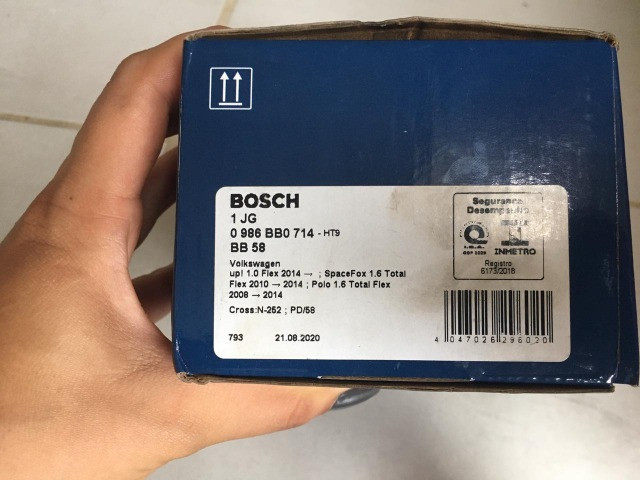 BOSCH
1 JG
0 986 BB0 714 - HT9
BB 58
Volkswagen
up! 1.0 Flex 2014 → ; SpaceFox 1.6 Total
Flex 2010 → 2014 ; Polo 1.6 Total Flex
2008 → 2014
Cross:N-252 ; PD/58
793 21.08.2020
Segurança
Desempenho
INMETRO
Registro
6173/2016
4 047026 296020